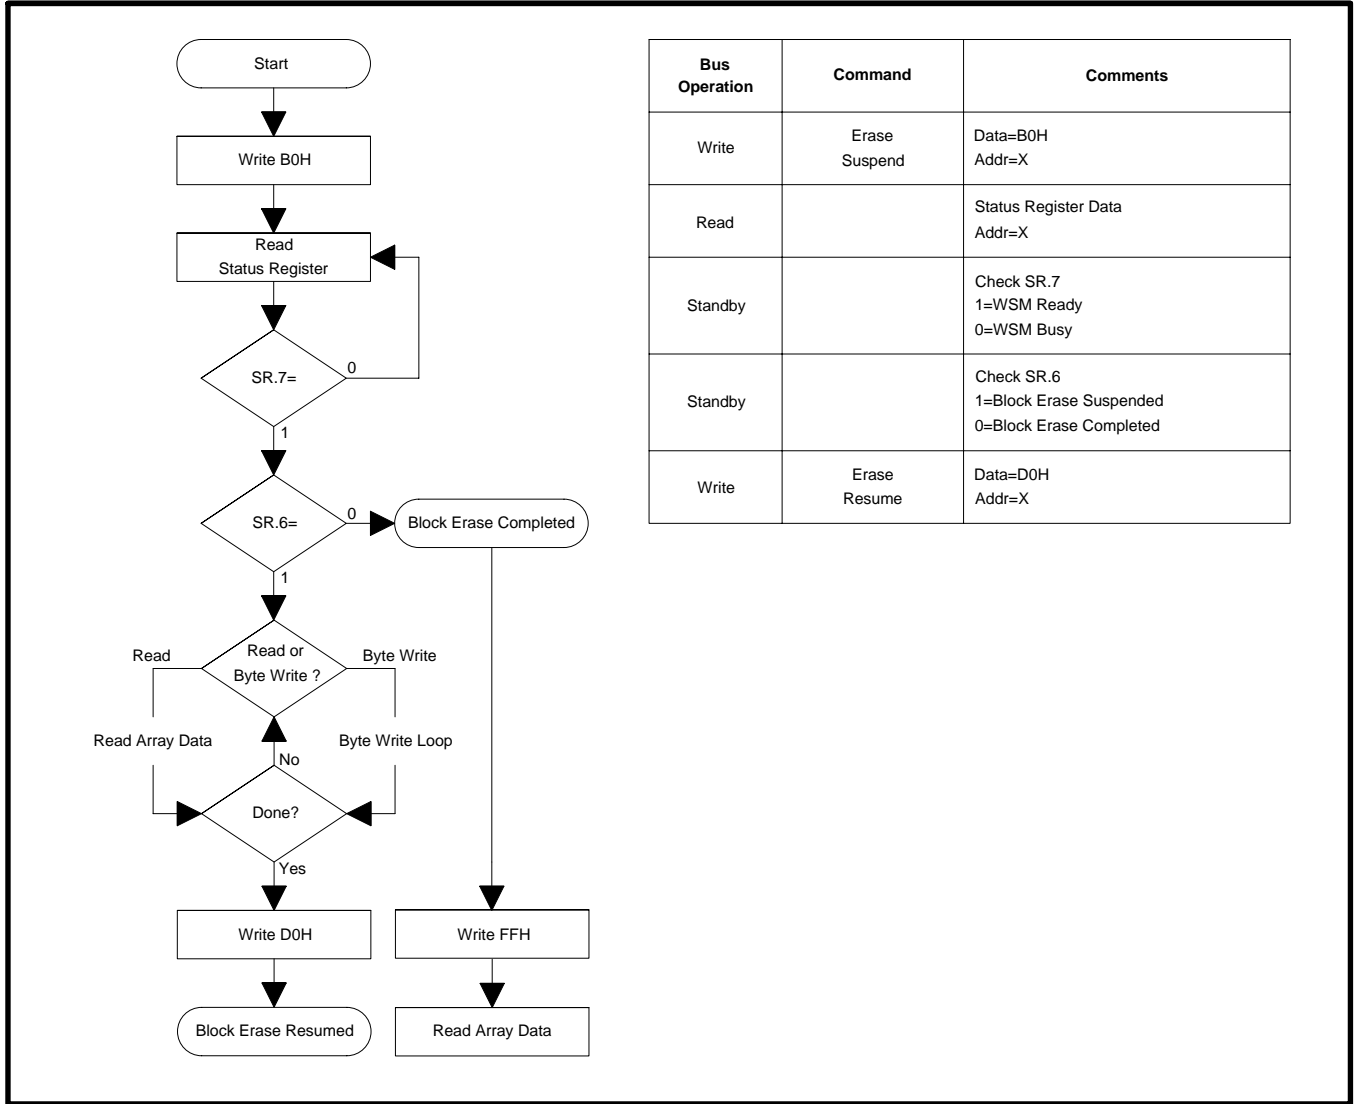 Start
Write B0H
Read
Status Register
SR.7=
0
1
SR.6=
0
Block Erase Completed
1
Read or
Byte Write ?
Read
Byte Write
Read Array Data
Byte Write Loop
No
Done?
Yes
Write D0H
Write FFH
Block Erase Resumed
Read Array Data
Bus
Operation
Command
Comments
Write
Erase
Suspend
Data=B0H
Addr=X
Read
Status Register Data
Addr=X
Standby
Check SR.7
1=WSM Ready
0=WSM Busy
Standby
Check SR.6
1=Block Erase Suspended
0=Block Erase Completed
Write
Erase
Resume
Data=D0H
Addr=X